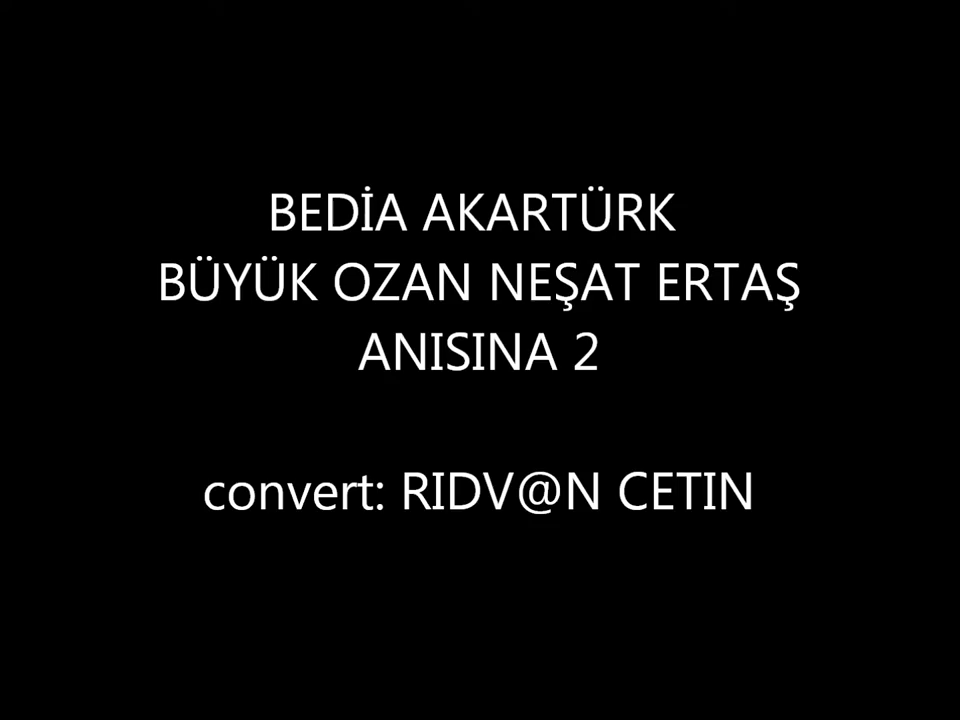 BEDİA AKARTÜRK
BÜYÜK OZAN NEŞAT ERTAŞ
ANISINA 2
convert: RIDV@N CETIN